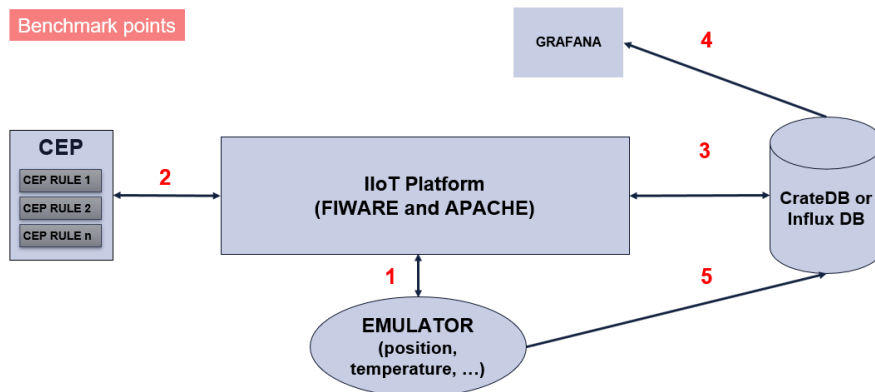 Benchmark points
GRAFANA
4
CEP
CEP RULE 1
CEP RULE 2
CEP RULE n
2
IIoT Platform
(FIWARE and APACHE)
3
CrateDB or
Influx DB
1
5
EMULATOR
(position,
temperature, ...)